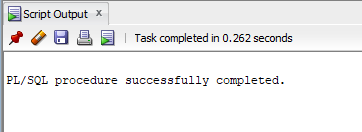 Script Output x
Task completed in 0.262 seconds
PL/SQL procedure successfully completed.